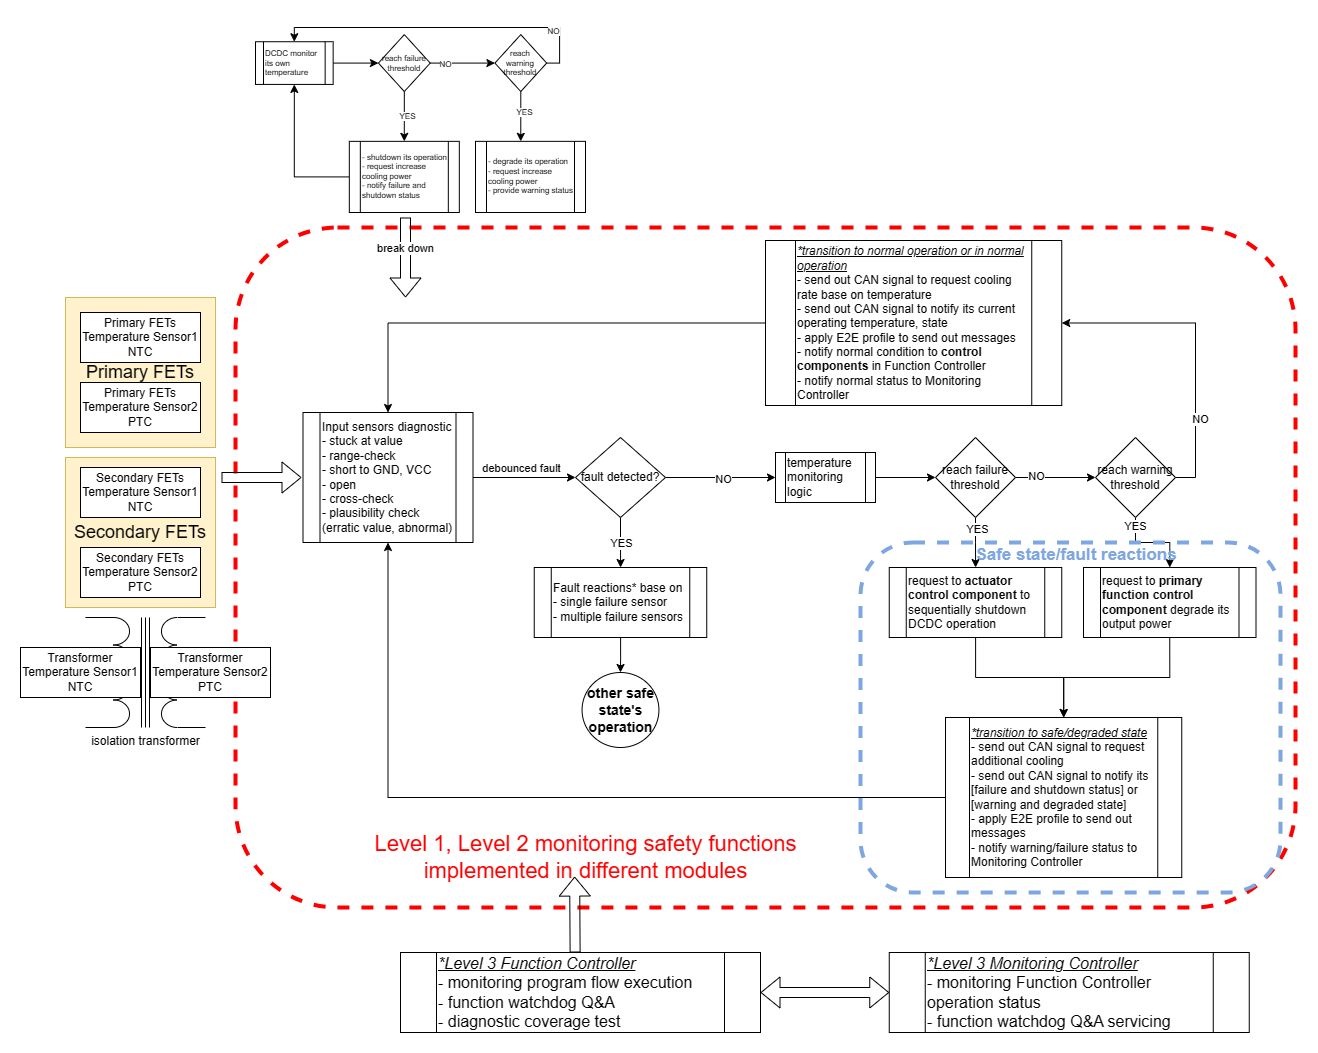 NO
DCDC monitor
its own
temperature
reach failure
threshold
NO
reach
warning
threshold
YES
YES
- shutdown its operation
- request increase
cooling power
- notify failure and
shutdown status
- degrade its operation
- request increase
cooling power
- provide warning status
break down
*transition to normal operation or in normal
operation
- send out CAN signal to request cooling
rate base on temperature
- send out CAN signal to notify its current
operating temperature, state
- apply E2E profile to send out messages
- notify normal condition to control
components in Function Controller
- notify normal status to Monitoring
Controller
Primary FETs
Temperature Sensor1
NTC
Primary FETs
Primary FETs
Temperature Sensor2
PTC
Secondary FETs
Temperature Sensor1
NTC
Secondary FETs
Secondary FETs
Temperature Sensor2
PTC
Transformer
Temperature Sensor1
NTC
Transformer
Temperature Sensor2
PTC
isolation transformer
Input sensors diagnostic
- stuck at value
- range-check
- short to GND, VCC
- open
- cross-check
- plausibility check
(erratic value, abnormal)
debounced fault
fault detected?
NO
temperature
monitoring
logic
reach failure
threshold
NO
reach warning
threshold
NO
YES
YES
YES
Fault reactions* base on
- single failure sensor
- multiple failure sensors
other safe
state's
operation
Safe state/fault reactions
request to actuator
control component to
sequentially shutdown
DCDC operation
request to primary
function control
component degrade its
output power
*transition to safe/degraded state
- send out CAN signal to request
additional cooling
- send out CAN signal to notify its
[failure and shutdown status] or
[warning and degraded state]
- apply E2E profile to send out
messages
- notify warning/failure status to
Monitoring Controller
Level 1, Level 2 monitoring safety functions
implemented in different modules
*Level 3 Function Controller
- monitoring program flow execution
- function watchdog Q&A
- diagnostic coverage test
*Level 3 Monitoring Controller
- monitoring Function Controller
operation status
- function watchdog Q&A servicing